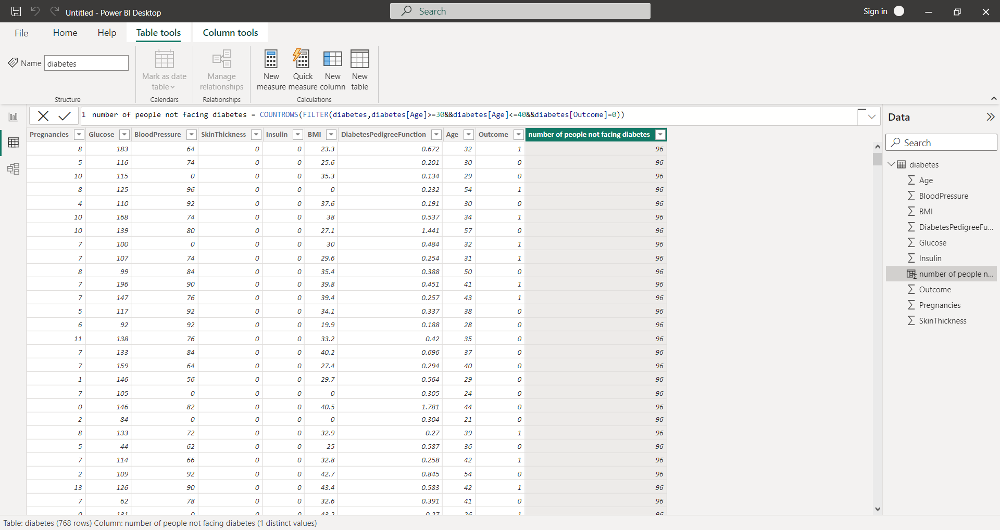 Untitled - Power BI Desktop
Search
Sign in
File Home Help Table tools Column tools
Name diabetes
Mark as date table
Manage relationships
New measure
Quick measure
New column
New table
Structure Calendars Relationships Calculations
1 number of people not facing diabetes = COUNTROWS(FILTER(diabetes,diabetes[Age]>=30&&diabetes[Age]<=40&&diabetes[Outcome]=0))
Pregnancies Glucose BloodPressure SkinThickness Insulin BMI DiabetesPedigreeFunction Age Outcome number of people not facing diabetes
8 183 64 0 0 23.3 0.672 32 1 96
5 116 74 0 0 25.6 0.201 30 0 96
10 115 0 0 0 35.3 0.134 29 0 96
8 125 96 0 0 0 0.232 54 1 96
4 110 92 0 0 37.6 0.191 30 0 96
10 168 74 0 0 38 0.537 34 1 96
10 139 80 0 0 27.1 1.441 57 0 96
7 100 0 0 0 30 0.484 32 1 96
7 107 74 0 0 29.6 0.254 31 1 96
8 99 84 0 0 35.4 0.388 50 0 96
7 196 90 0 0 39.8 0.451 41 1 96
7 147 76 0 0 39.4 0.257 43 1 96
5 117 92 0 0 34.1 0.337 38 0 96
6 92 92 0 0 19.9 0.188 28 0 96
11 138 76 0 0 33.2 0.42 35 0 96
7 133 84 0 0 40.2 0.696 37 0 96
7 159 64 0 0 27.4 0.294 40 0 96
1 146 56 0 0 29.7 0.564 29 0 96
7 105 0 0 0 0 0.305 24 0 96
0 146 82 0 0 40.5 1.781 44 0 96
2 84 0 0 0 0 0.304 21 0 96
8 133 72 0 0 32.9 0.27 39 1 96
5 44 62 0 0 25 0.587 36 0 96
7 114 66 0 0 32.8 0.258 42 1 96
2 109 92 0 0 42.7 0.845 54 0 96
13 126 90 0 0 43.4 0.583 42 1 96
7 62 78 0 0 32.6 0.391 41 0 96
0 131 0 0 0 43.2 0.27 26 1 96
Data
Search
diabetes
Age
BloodPressure
BMI
DiabetesPedigreeFu...
Glucose
Insulin
number of people n...
Outcome
Pregnancies
SkinThickness
Table: diabetes (768 rows) Column: number of people not facing diabetes (1 distinct values)